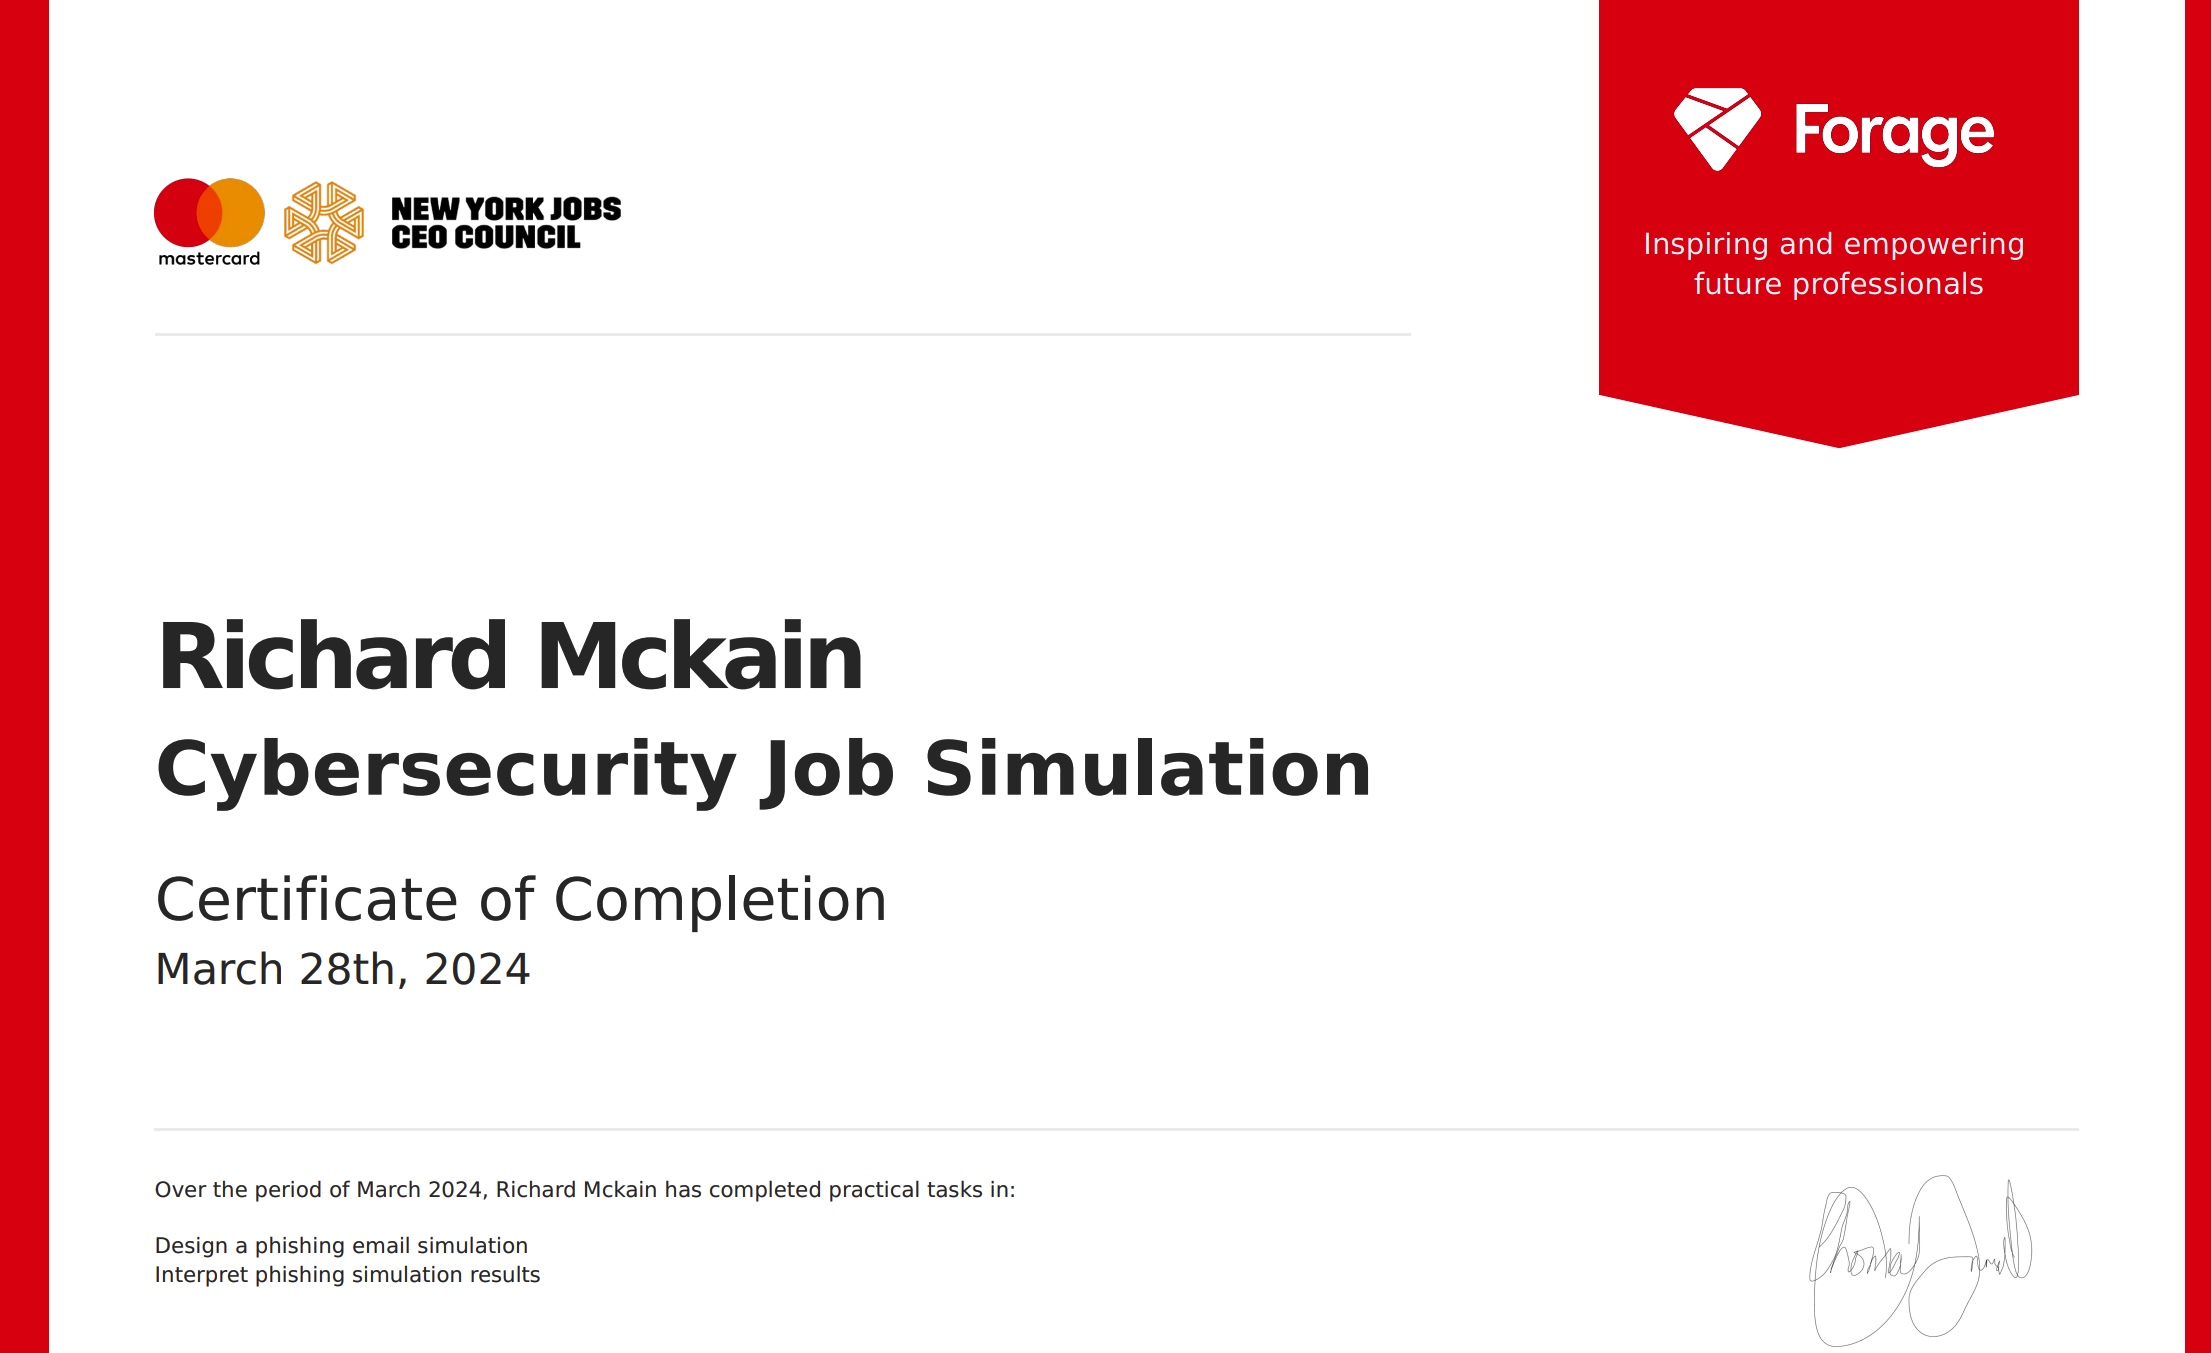 mastercard
NEW YORK JOBS
CEO COUNCIL
Forage
Inspiring and empowering
future professionals
Richard Mckain
Cybersecurity Job Simulation
Certificate of Completion
March 28th, 2024
Over the period of March 2024, Richard Mckain has completed practical tasks in:
Design a phishing email simulation
Interpret phishing simulation results